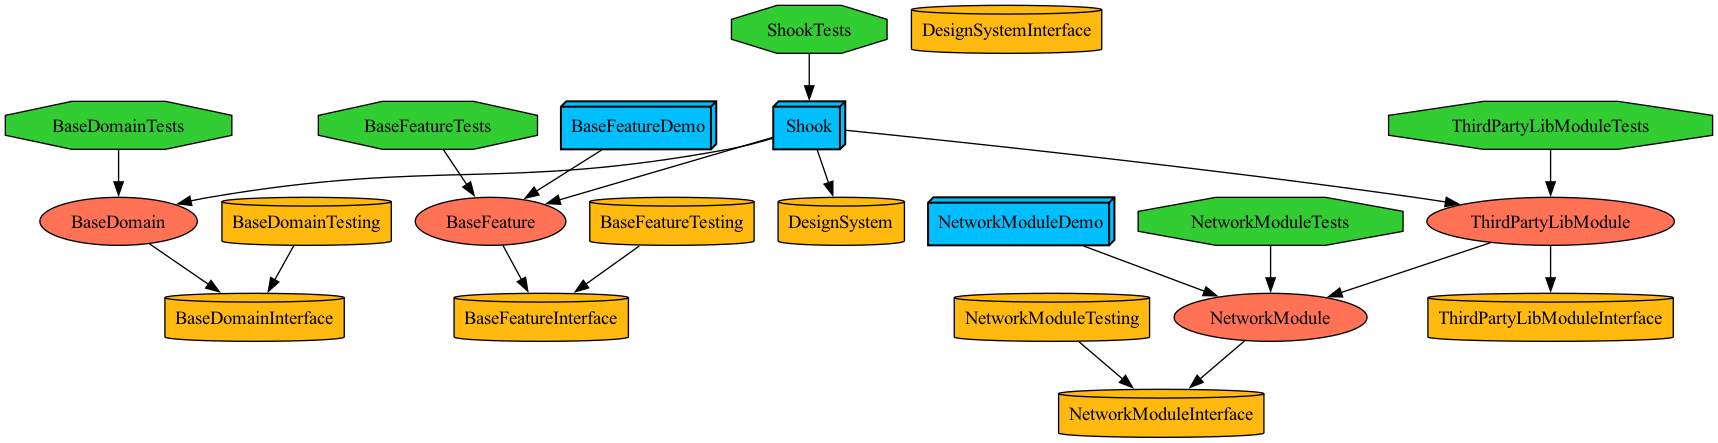 ShookTests
DesignSystemInterface
BaseDomainTests
BaseFeatureTests
BaseFeatureDemo
Shook
ThirdPartyLibModuleTests
BaseDomain
BaseDomainTesting
BaseFeature
BaseFeatureTesting
DesignSystem
NetworkModuleDemo
NetworkModuleTests
ThirdPartyLibModule
BaseDomainInterface
BaseFeatureInterface
NetworkModuleTesting
NetworkModule
ThirdPartyLibModuleInterface
NetworkModuleInterface